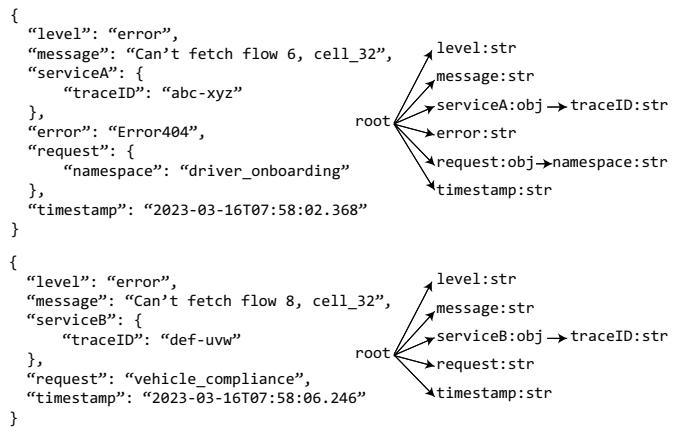 {
“level”: “error”,
“message”: “Can’t fetch flow 6, cell_32”,
“serviceA”: {
“traceID”: “abc-xyz”
},
“error”: “Error404”,
“request”: {
“namespace”: “driver_onboarding”
},
“timestamp”: “2023-03-16T07:58:02.368”
}
root
level:str
message:str
serviceA:obj traceID:str
error:str
request:obj namespace:str
timestamp:str
{
“level”: “error”,
“message”: “Can’t fetch flow 8, cell_32”,
“serviceB”: {
“traceID”: “def-uvw”
},
“request”: “vehicle_compliance”,
“timestamp”: “2023-03-16T07:58:06.246”
}
root
level:str
message:str
serviceB:obj traceID:str
request:str
timestamp:str